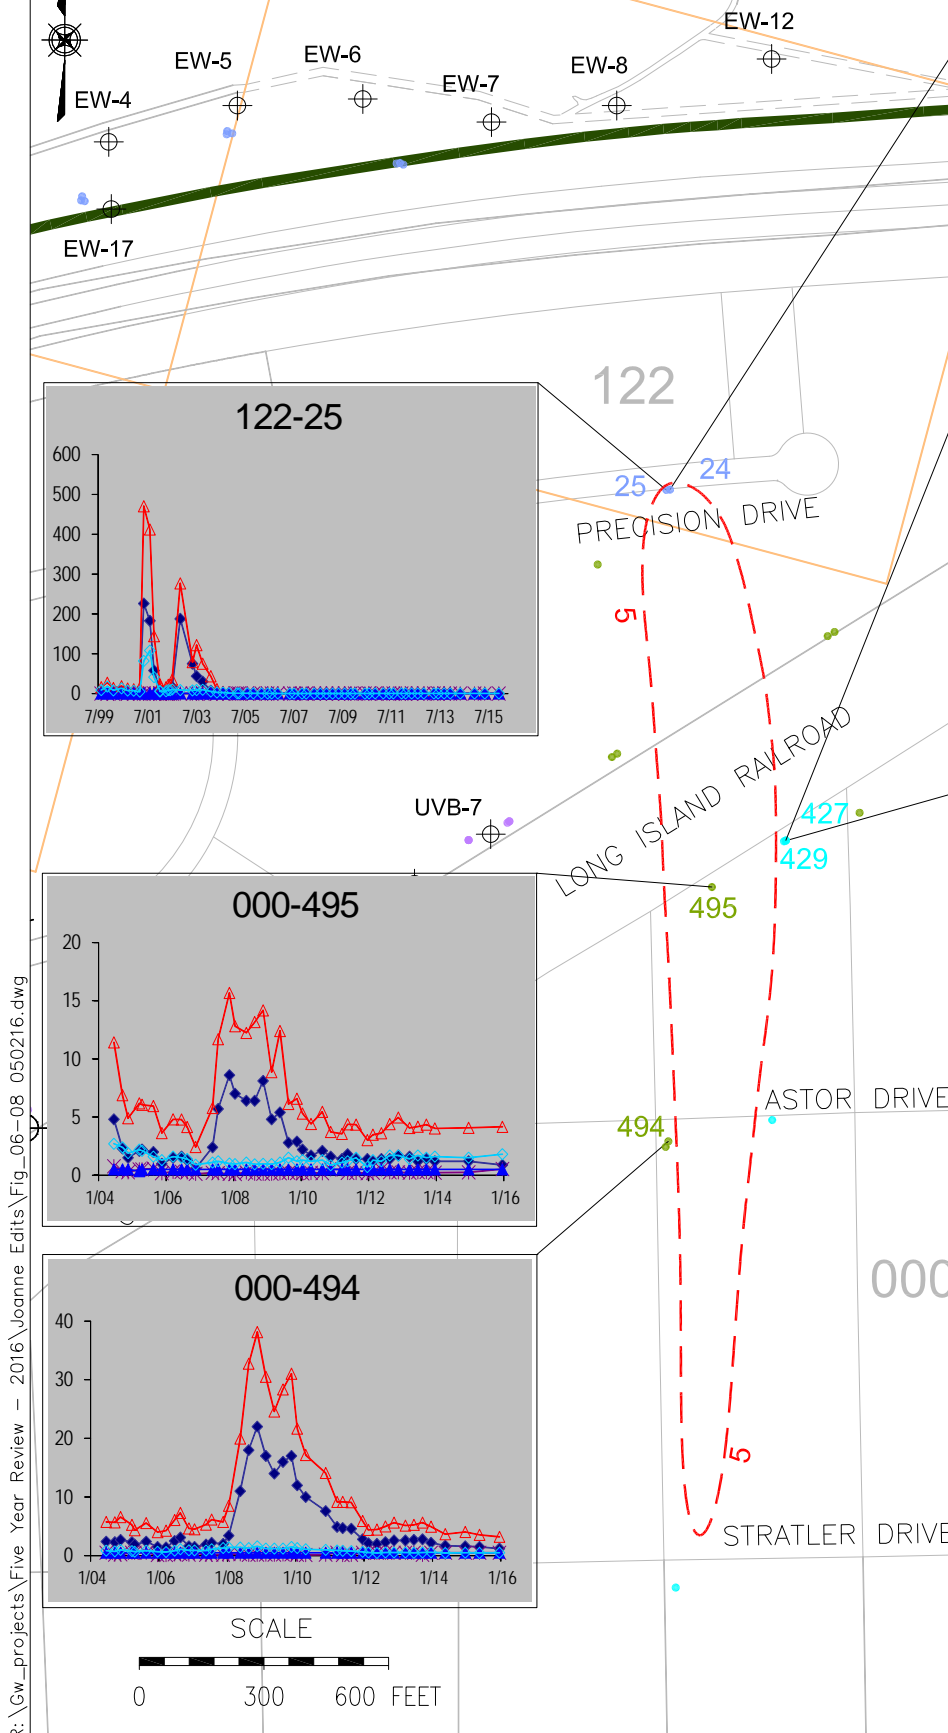 EW-12
EW-5
EW-6
EW-8
EW-7
EW-4
EW-17
122
122-25
600
500
400
300
200
100
0
7/99 7/01 7/03 7/05 7/07 7/09 7/11 7/13 7/15
25
24
PRECISION DRIVE
5
LONG ISLAND RAILROAD
UVB-7
427
429
495
000-495
20
15
10
5
0
1/04 1/06 1/08 1/10 1/12 1/14 1/16
ASTOR DRIVE
494
000
000-494
40
30
20
10
0
1/04 1/06 1/08 1/10 1/12 1/14 1/16
5
STRATLER DRIVE
SCALE
0 300 600 FEET
R:\Gw_projects\Five Year Review - 2016\Joanne Edits\Fig_06-08 050216.dwg